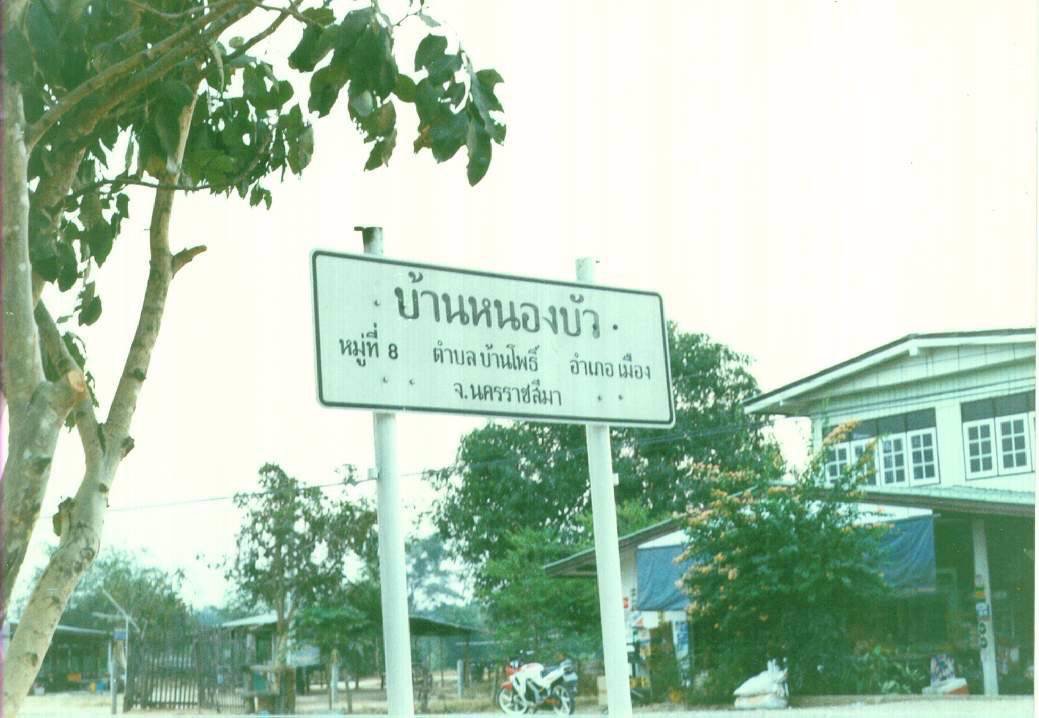 บ้านหนองบัว
หมู่ที่ 8 ตำบลบ้านโพธิ์ อำเภอเมือง
จ.นครราชสีมา